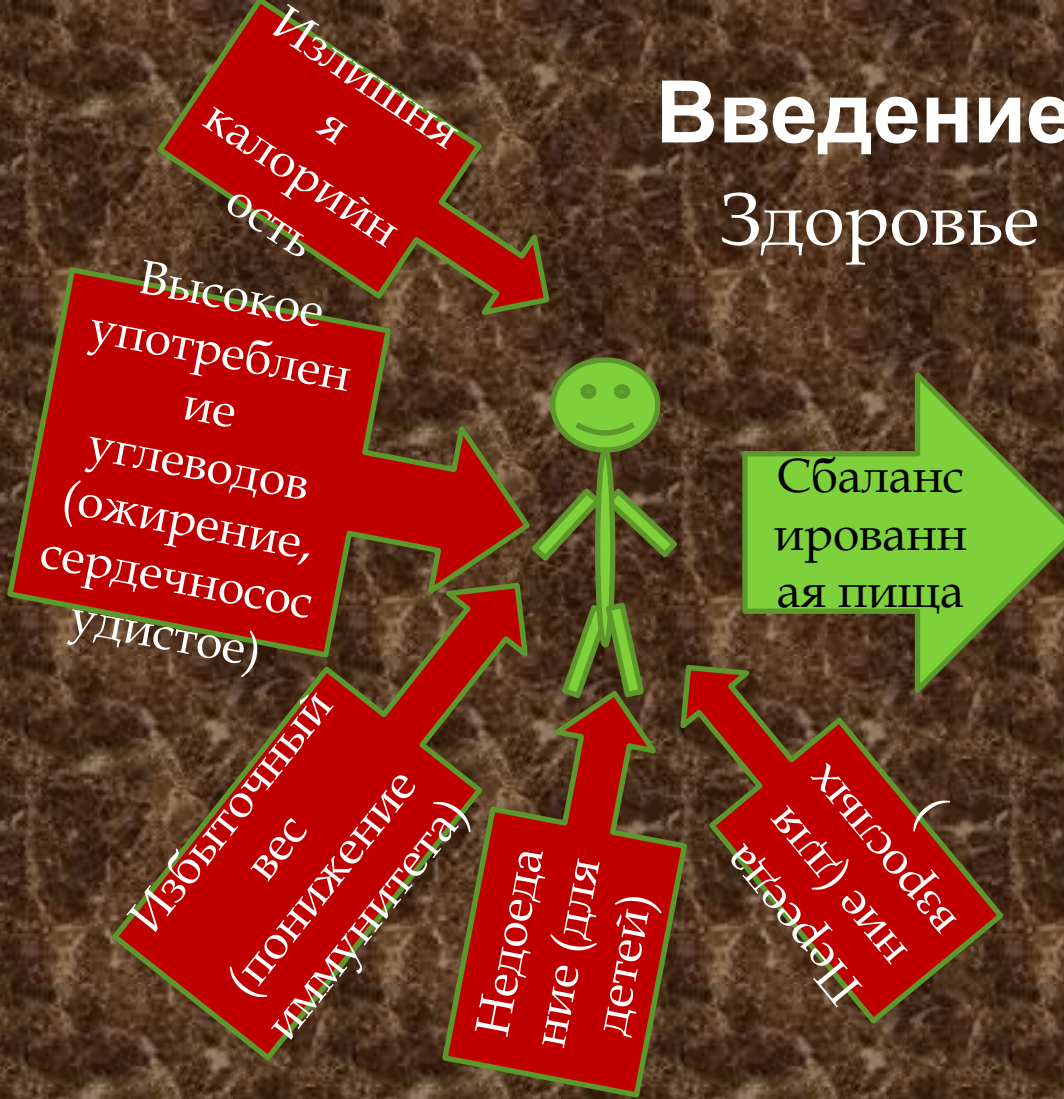 Введение
Здоровье
Излишня
я
калорийн
ость
Высокое
употреблен
ие
углеводов
(ожирение,
сердечносос
удистое)
Сбаланс
ированн
ая пища
Избыточный
вес
(понижение
иммунитета)
Недоеда
ние (для
детей)
Переeда
ние (для
взрослых
)